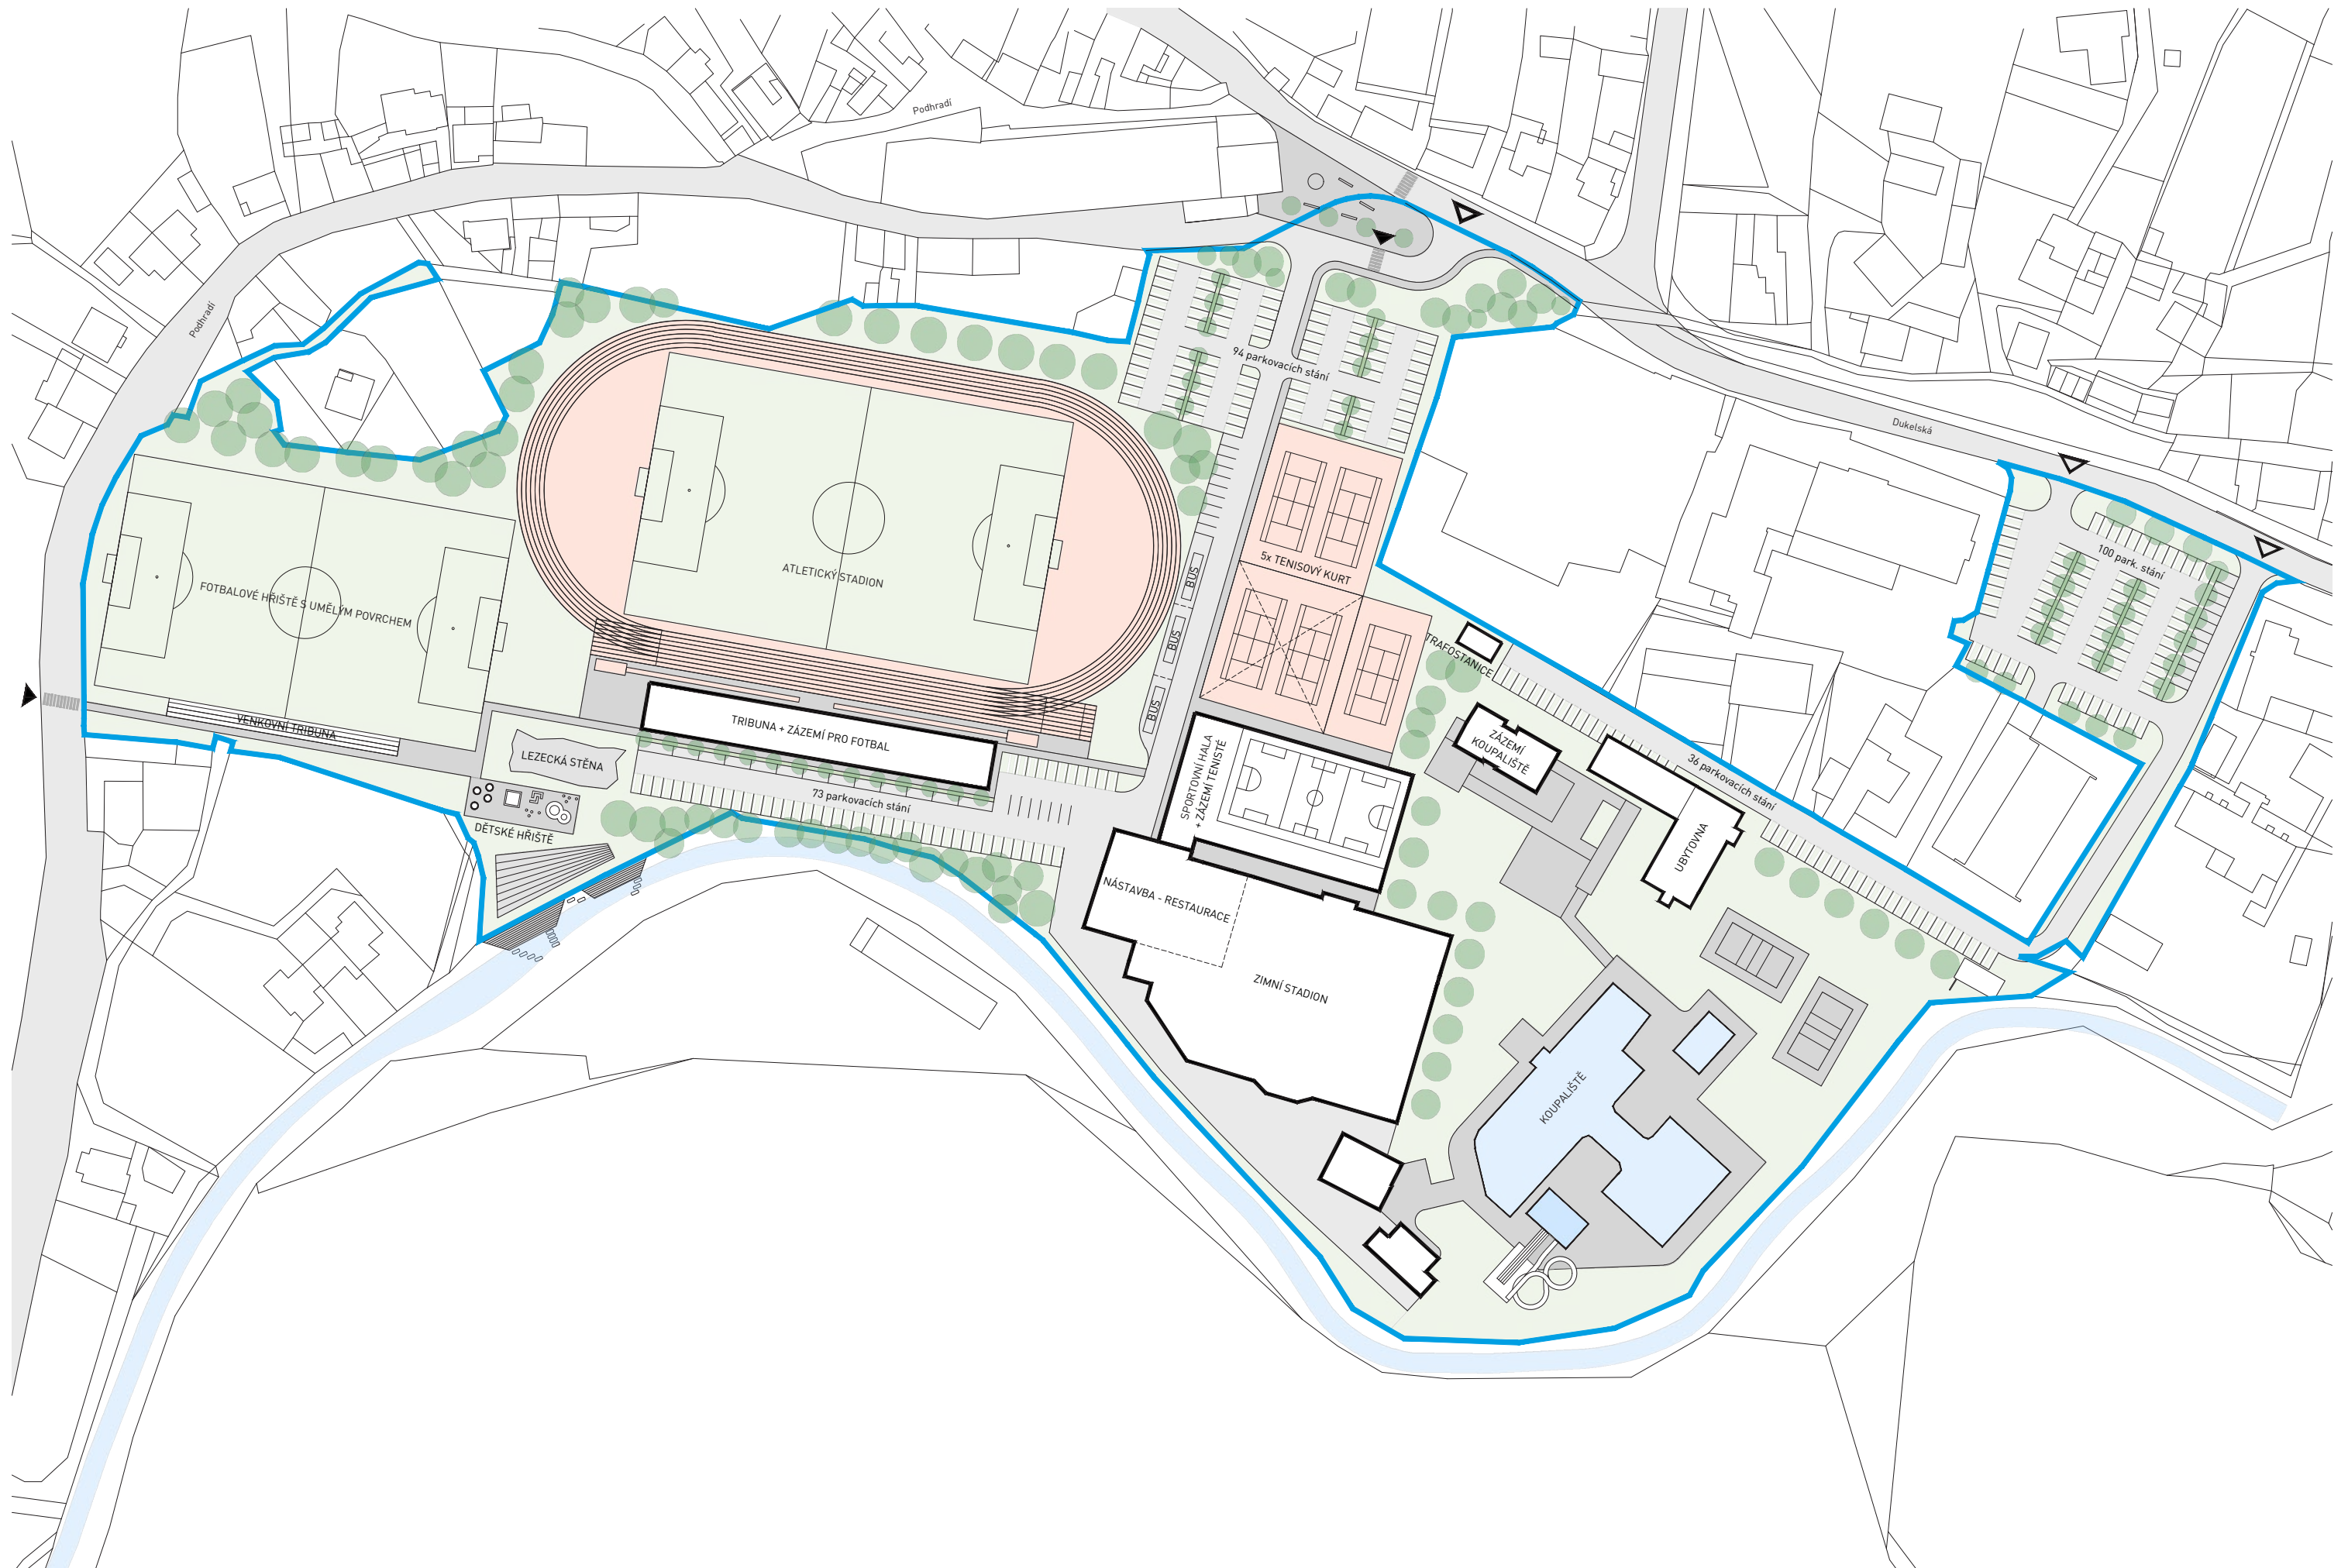 Podhradí
Podhradí
94 parkovacích stání
Dukelská
100 park. stání
5x TENISOVÝ KURT
ATLETICKÝ STADION
FOTBALOVÉ HŘIŠTĚ S UMĚLÝM POVRCHEM
BUS
BUS
BUS
TRAFOSTANICE
VENKOVNÍ TRIBUNA
TRIBUNA + ZÁZEMÍ PRO FOTBAL
LEZECKÁ STĚNA
ZÁZEMÍ
KOUPALIŠTĚ
SPORTOVNÍ HALA
+ ZÁZEMÍ TENISTÉ
36 parkovacích stání
73 parkovacích stání
DĚTSKÉ HŘIŠTĚ
UBYTOVNA
NÁSTAVBA - RESTAURACE
ZIMNÍ STADION
KOUPALIŠTĚ